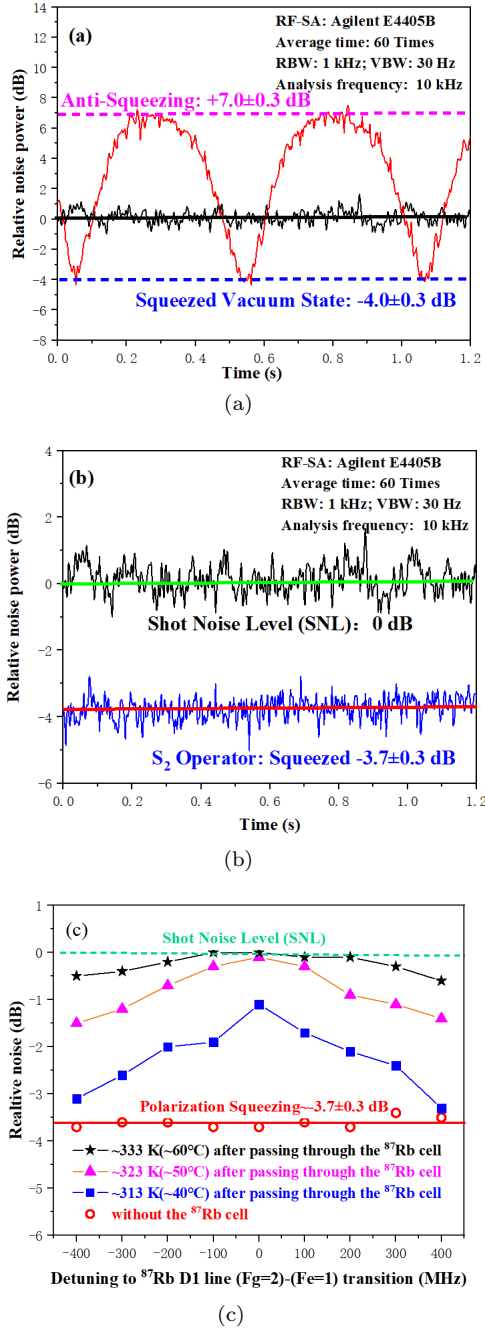 (a)
RF-SA: Agilent E4405B
Average time: 60 Times
RBW: 1 kHz; VBW: 30 Hz
Analysis frequency: 10 kHz
Anti-Squeezing: +7.0±0.3 dB
Squeezed Vacuum State: -4.0±0.3 dB
Relative noise power (dB)
14
12
10
8
6
4
2
0
-2
-4
-6
-8
0.0 0.2 0.4 0.6 0.8 1.0 1.2
Time (s)
(a)
(b)
RF-SA: Agilent E4405B
Average time: 60 Times
RBW: 1 kHz; VBW: 30 Hz
Analysis frequency: 10 kHz
Shot Noise Level (SNL): 0 dB
S2 Operator: Squeezed -3.7±0.3 dB
Relative noise power (dB)
4
2
0
-2
-4
-6
0.0 0.2 0.4 0.6 0.8 1.0 1.2
Time (s)
(b)
(c)
Shot Noise Level (SNL)
Polarization Squeezing~-3.7±0.3 dB
~333 K(~60°C) after passing through the 87Rb cell
~323 K(~50°C) after passing through the 87Rb cell
~313 K(~40°C) after passing through the 87Rb cell
without the 87Rb cell
Realtive noise (dB)
1
0
-1
-2
-3
-4
-5
-6
-400 -300 -200 -100 0 100 200 300 400
Detuning to 87Rb D1 line (Fg=2)-(Fe=1) transition (MHz)
(c)